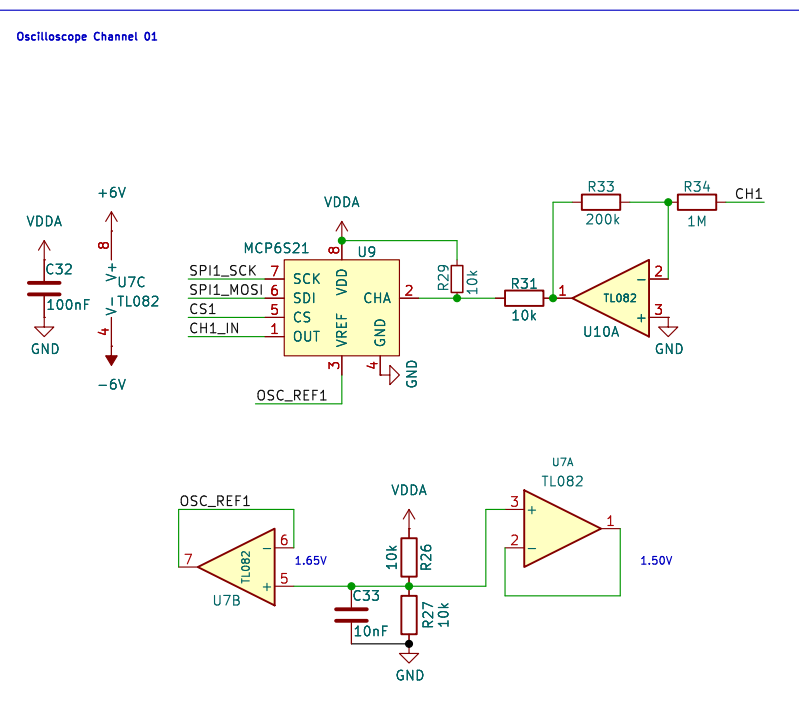 Oscilloscope Channel 01
+6V
VDDA
8
C32
100nF
GND
V+
V-
U7C
TL082
4
-6V
VDDA
MCP6S21
8
U9
SPI1_SCK
7
SCK
SPI1_MOSI
6
SDI
CS1
5
CS
CH1_IN
1
OUT
VDD
CHA
2
VREF
GND
3
4
GND
OSC_REF1
R29
10k
R31
10k
R33
200k
R34
1M
CH1
1
TL082
2
-
3
+
U10A
GND
OSC_REF1
7
TL082
6
-
5
+
U7B
1.65V
VDDA
10k
R26
C33
10nF
R27
10k
GND
U7A
TL082
3
+
2
-
1
1.50V